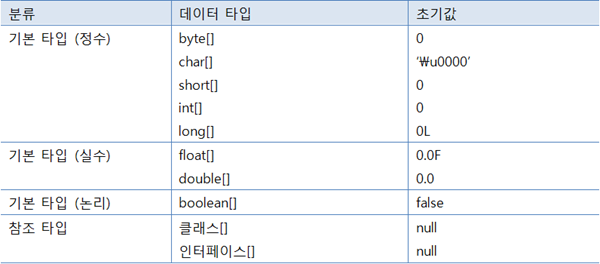 분류 데이터 타입 초기값
기본 타입 (정수) byte[] 0
char[] ‘₩u0000’
short[] 0
int[] 0
long[] 0L
기본 타입 (실수) float[] 0.0F
double[] 0.0
기본 타입 (논리) boolean[] false
참조 타입 클래스[] null
인터페이스[] null